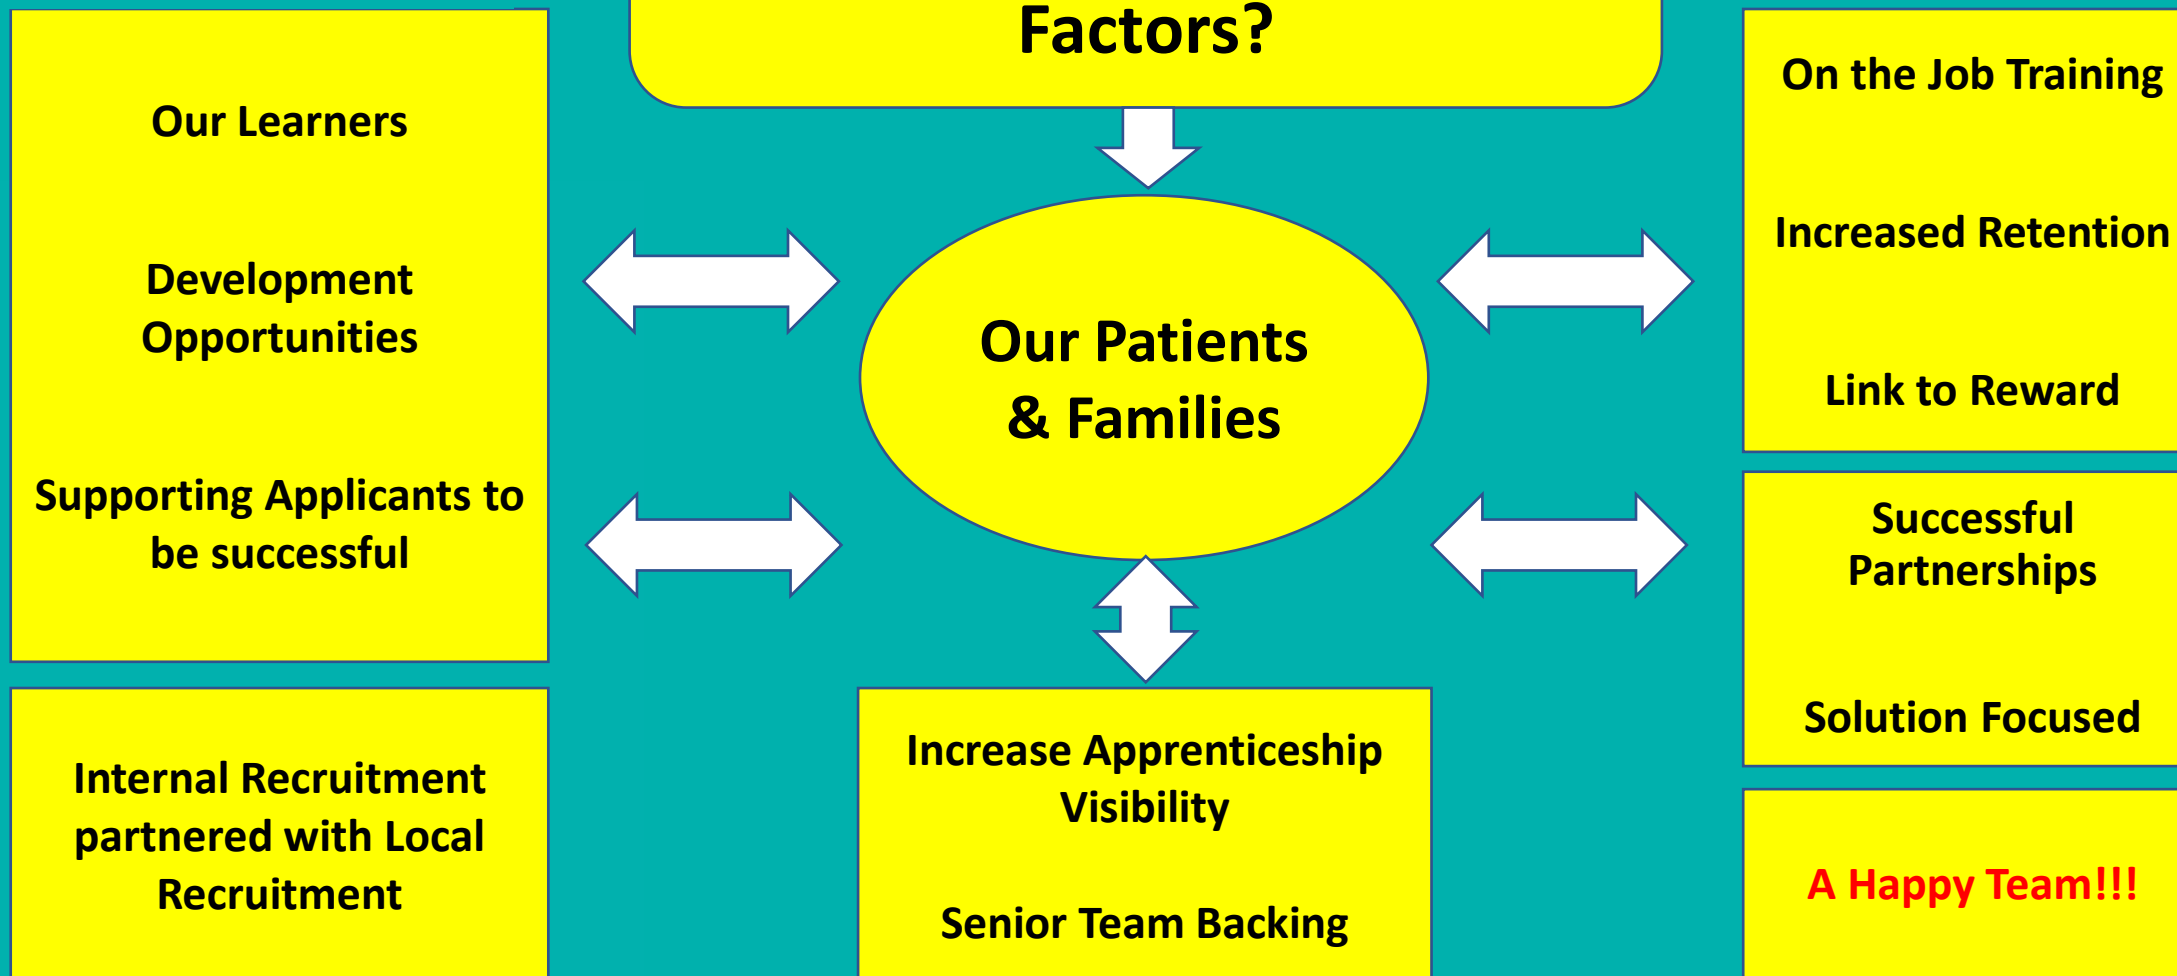 Factors?
Our Learners
Development
Opportunities
Supporting Applicants to
be successful
Internal Recruitment
partnered with Local
Recruitment
Our Patients
& Families
Increase Apprenticeship
Visibility
Senior Team Backing
On the Job Training
Increased Retention
Link to Reward
Successful
Partnerships
Solution Focused
A Happy Team!!!